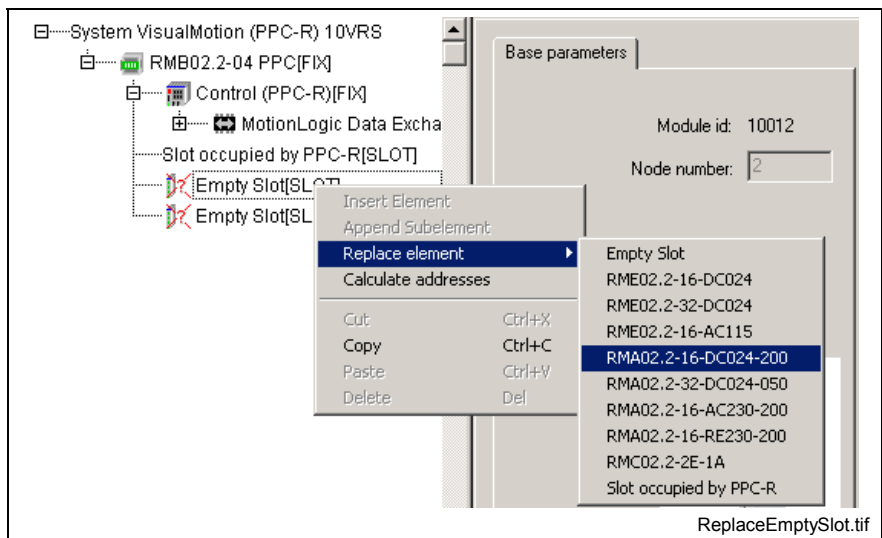 System VisualMotion (PPC-R) 10VRS
RMB02.2-04 PPC[FIX]
Control (PPC-R)[FIX]
MotionLogic Data Excha
Slot occupied by PPC-R[SLOT]
Empty Slot[SLOT]
Empty Slot[SL
Insert Element
Append Subelement
Replace element
Calculate addresses
Cut Ctrl+X
Copy Ctrl+C
Paste Ctrl+V
Delete Del
Base parameters
Module id: 10012
Node number: 2
Empty Slot
RME02.2-16-DC024
RME02.2-32-DC024
RME02.2-16-AC115
RMA02.2-16-DC024-200
RMA02.2-32-DC024-050
RMA02.2-16-AC230-200
RMA02.2-16-RE230-200
RMC02.2-2E-1A
Slot occupied by PPC-R
ReplaceEmptySlot.tif